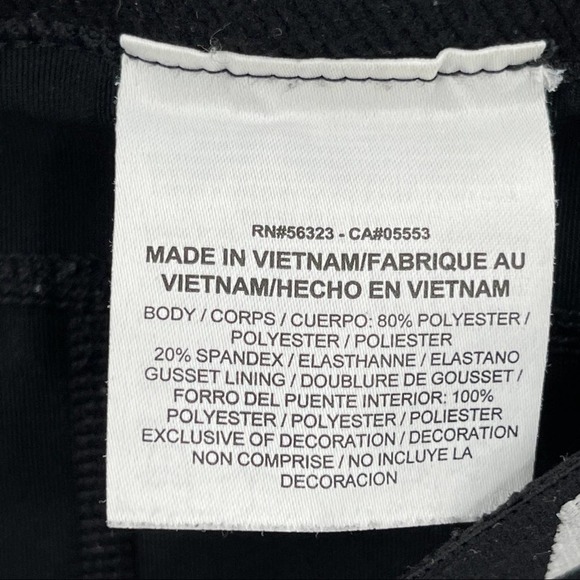 RN#56323 - CA#05553
MADE IN VIETNAM/FABRIQUE AU
VIETNAM/HECHO EN VIETNAM
BODY / CORPS / CUERPO: 80% POLYESTER /
POLYESTER / POLIESTER
20% SPANDEX / ELASTHANNE / ELASTANO
GUSSET LINING / DOUBLURE DE GOUSSET /
FORRO DEL PUENTE INTERIOR: 100%
POLYESTER / POLYESTER / POLIESTER
EXCLUSIVE OF DECORATION / DECORATION
NON COMPRISE / NO INCLUYE LA
DECORACION